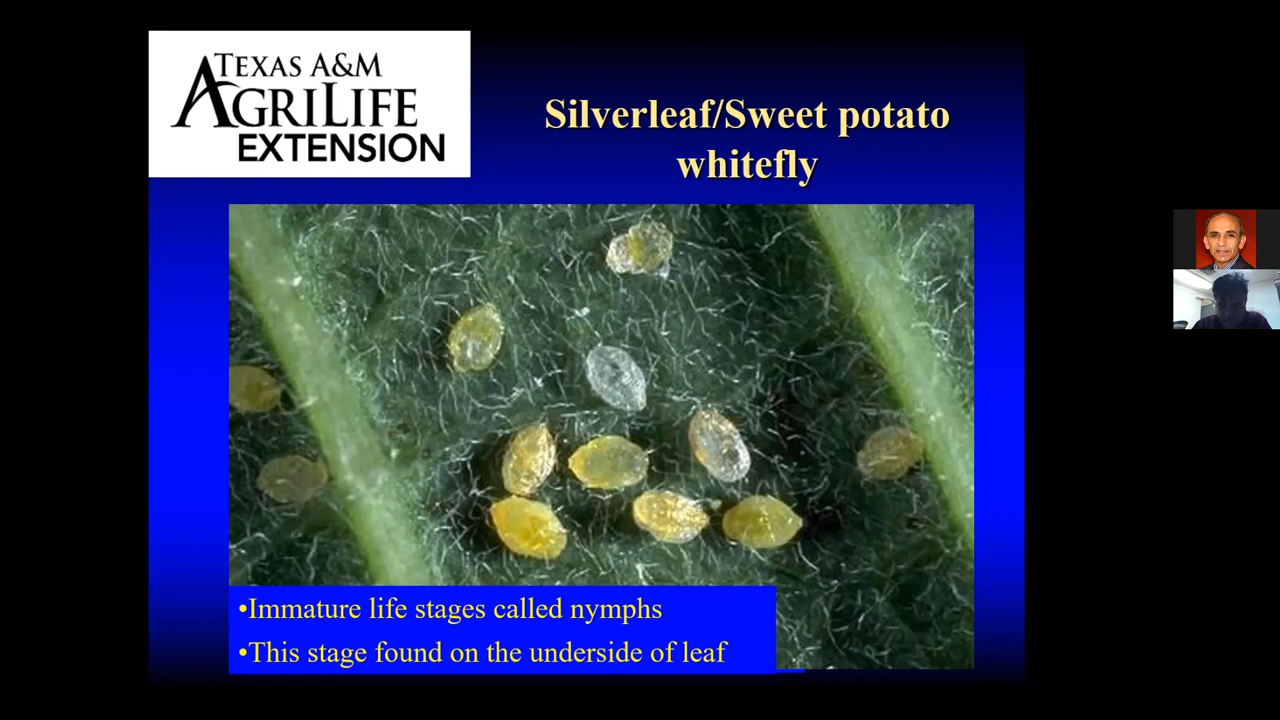 TEXAS A&M
AGRILIFE
EXTENSION
Silverleaf/Sweet potato
whitefly
•Immature life stages called nymphs
•This stage found on the underside of leaf